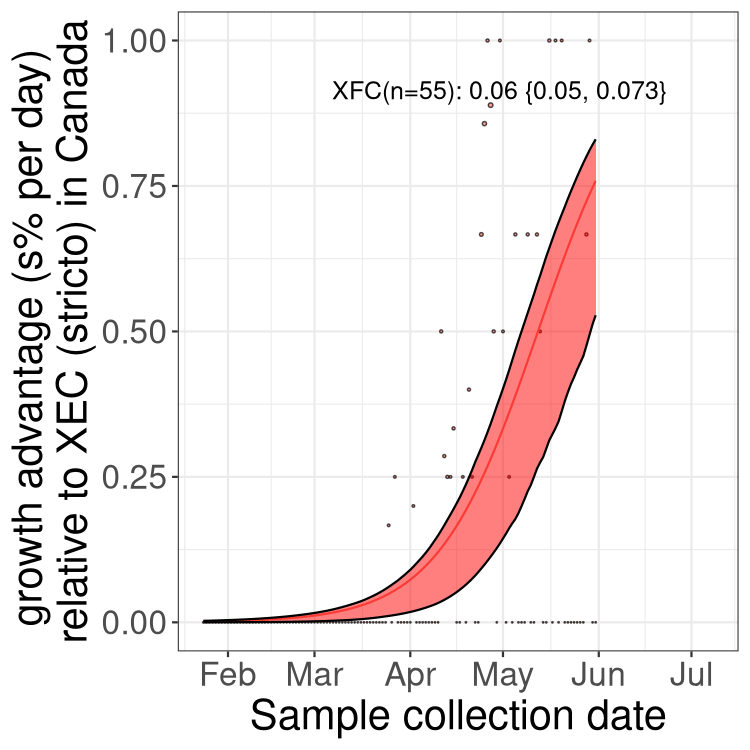 growth advantage (s% per day)
relative to XEC (stricto) in Canada
1.00
XFC(n=55): 0.06 {0.05, 0.073}
0.75
0.50
0.25
0.00
Feb Mar Apr May Jun Jul
Sample collection date